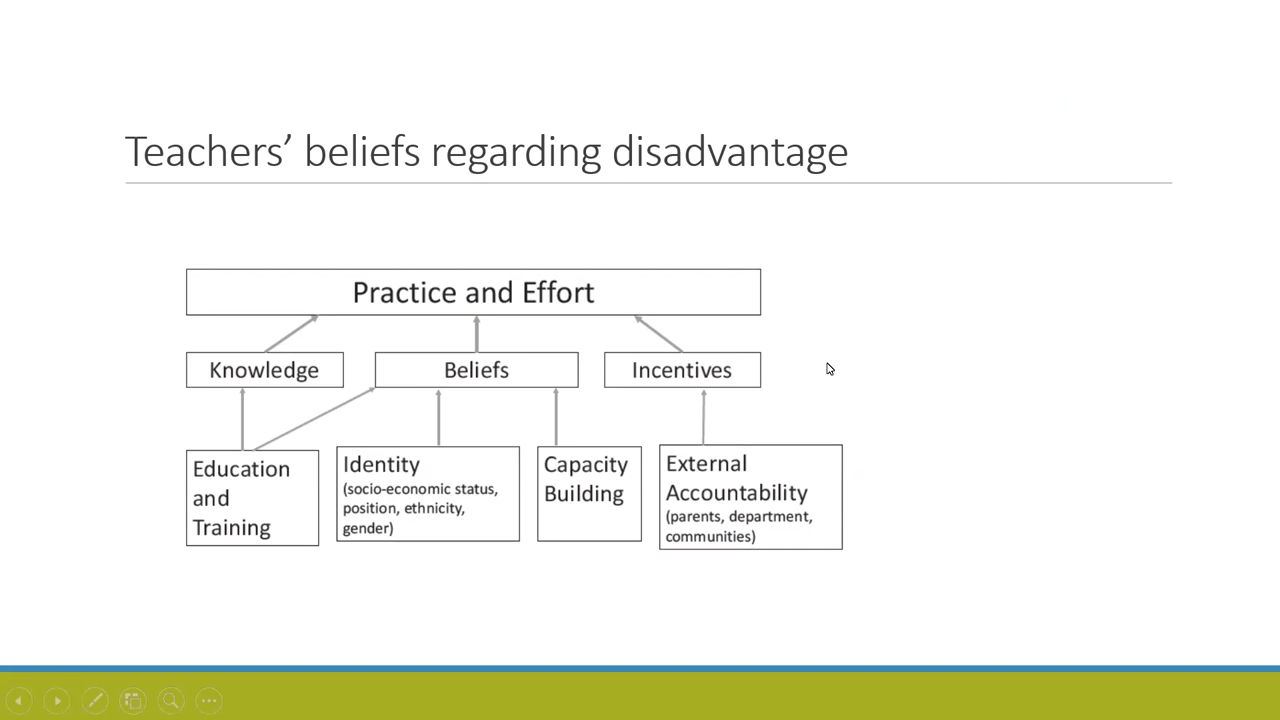 Teachers’ beliefs regarding disadvantage
Practice and Effort
Knowledge
Beliefs
Incentives
Education
and
Training
Identity
(socio-economic status,
position, ethnicity,
gender)
Capacity
Building
External
Accountability
(parents, department,
communities)